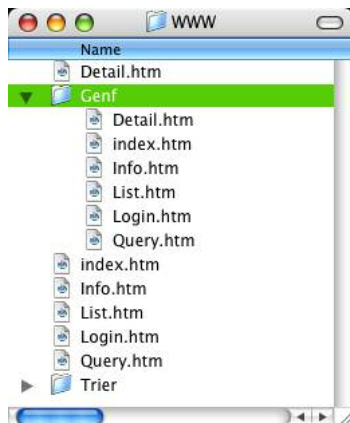 WWW
Name
Detail.htm
Genf
Detail.htm
index.htm
Info.htm
List.htm
Login.htm
Query.htm
index.htm
Info.htm
List.htm
Login.htm
Query.htm
Trier